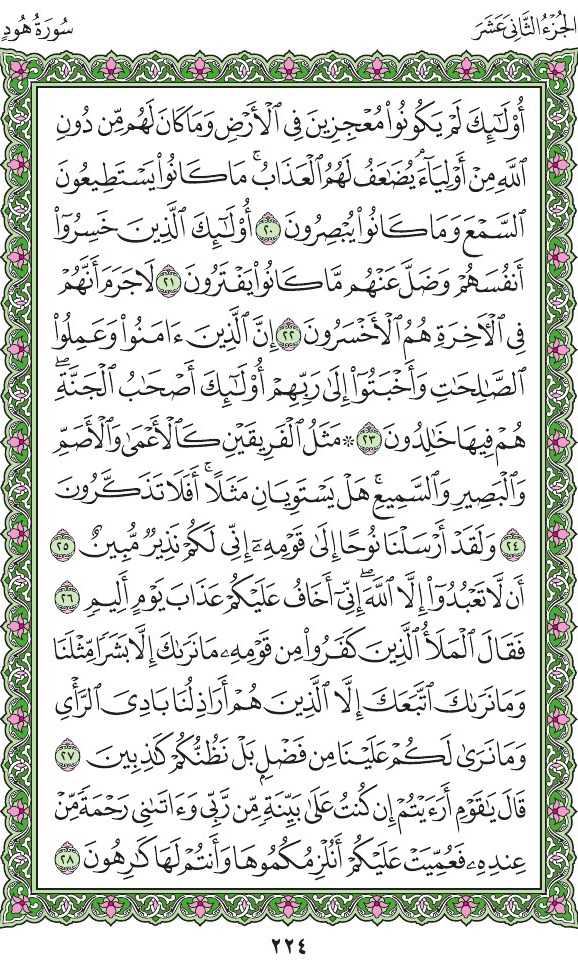 الجُزْءُ الثَّانِي عَشَرَ
سُورَةُ هُودٍ
أُوْلَٰٓئِكَ لَمْ يَكُونُواْ مُعْجِزِينَ فِي ٱلْأَرْضِ وَمَا كَانَ لَهُم مِّن دُونِ
ٱللَّهِ مِنْ أَوْلِيَآءَۘ يُضَٰعَفُ لَهُمُ ٱلْعَذَابُۚ مَا كَانُواْ يَسْتَطِيعُونَ
ٱلسَّمْعَ وَمَا كَانُواْ يُبْصِرُونَ ٢٠ أُوْلَٰٓئِكَ ٱلَّذِينَ خَسِرُوٓاْ
أَنفُسَهُمْ وَضَلَّ عَنْهُم مَّا كَانُواْ يَفْتَرُونَ ٢١ لَا جَرَمَ أَنَّهُمْ
فِي ٱلْأٓخِرَةِ هُمُ ٱلْأَخْسَرُونَ ٢٢ إِنَّ ٱلَّذِينَ ءَامَنُواْ وَعَمِلُواْ
ٱلصَّٰلِحَٰتِ وَأَخْبَتُوٓاْ إِلَىٰ رَبِّهِمْ أُوْلَٰٓئِكَ أَصْحَٰبُ ٱلْجَنَّةِۖ
هُمْ فِيهَا خَٰلِدُونَ ٢٣ ۞ مَثَلُ ٱلْفَرِيقَيْنِ كَٱلْأَعْمَىٰ وَٱلْأَصَمِّ
وَٱلْبَصِيرِ وَٱلسَّمِيعِۚ هَلْ يَسْتَوِيَانِ مَثَلًاۚ أَفَلَا تَذَكَّرُونَ
٢٤ وَلَقَدْ أَرْسَلْنَا نُوحًا إِلَىٰ قَوْمِهِۦٓ إِنِّي لَكُمْ نَذِيرٞ مُّبِينٌ ٢٥
أَن لَّا تَعْبُدُوٓاْ إِلَّا ٱللَّهَۖ إِنِّيٓ أَخَافُ عَلَيْكُمْ عَذَابَ يَوْمٍ أَلِيمٖ ٢٦
فَقَالَ ٱلْمَلَأُ ٱلَّذِينَ كَفَرُواْ مِن قَوْمِهِۦ مَا نَرَىٰكَ إِلَّا بَشَرٗا مِّثْلَنَا
وَمَا نَرَىٰكَ ٱتَّبَعَكَ إِلَّا ٱلَّذِينَ هُمْ أَرَاذِلُنَا بَادِيَ ٱلرَّأْيِ
وَمَا نَرَىٰ لَكُمْ عَلَيْنَا مِن فَضْلِۭ بَلْ نَظُنُّكُمْ كَٰذِبِينَ ٢٧
قَالَ يَٰقَوْمِ أَرَءَيْتُمْ إِن كُنتُ عَلَىٰ بَيِّنَةٖ مِّن رَّبِّي وَءَاتَىٰنِي رَحْمَةٗ مِّنْ
عِندِهِۦ فَعُمِّيَتْ عَلَيْكُمْ أَنُلْزِمُكُمُوهَا وَأَنتُمْ لَهَا كَٰرِهُونَ ٢٨
٢٢٤